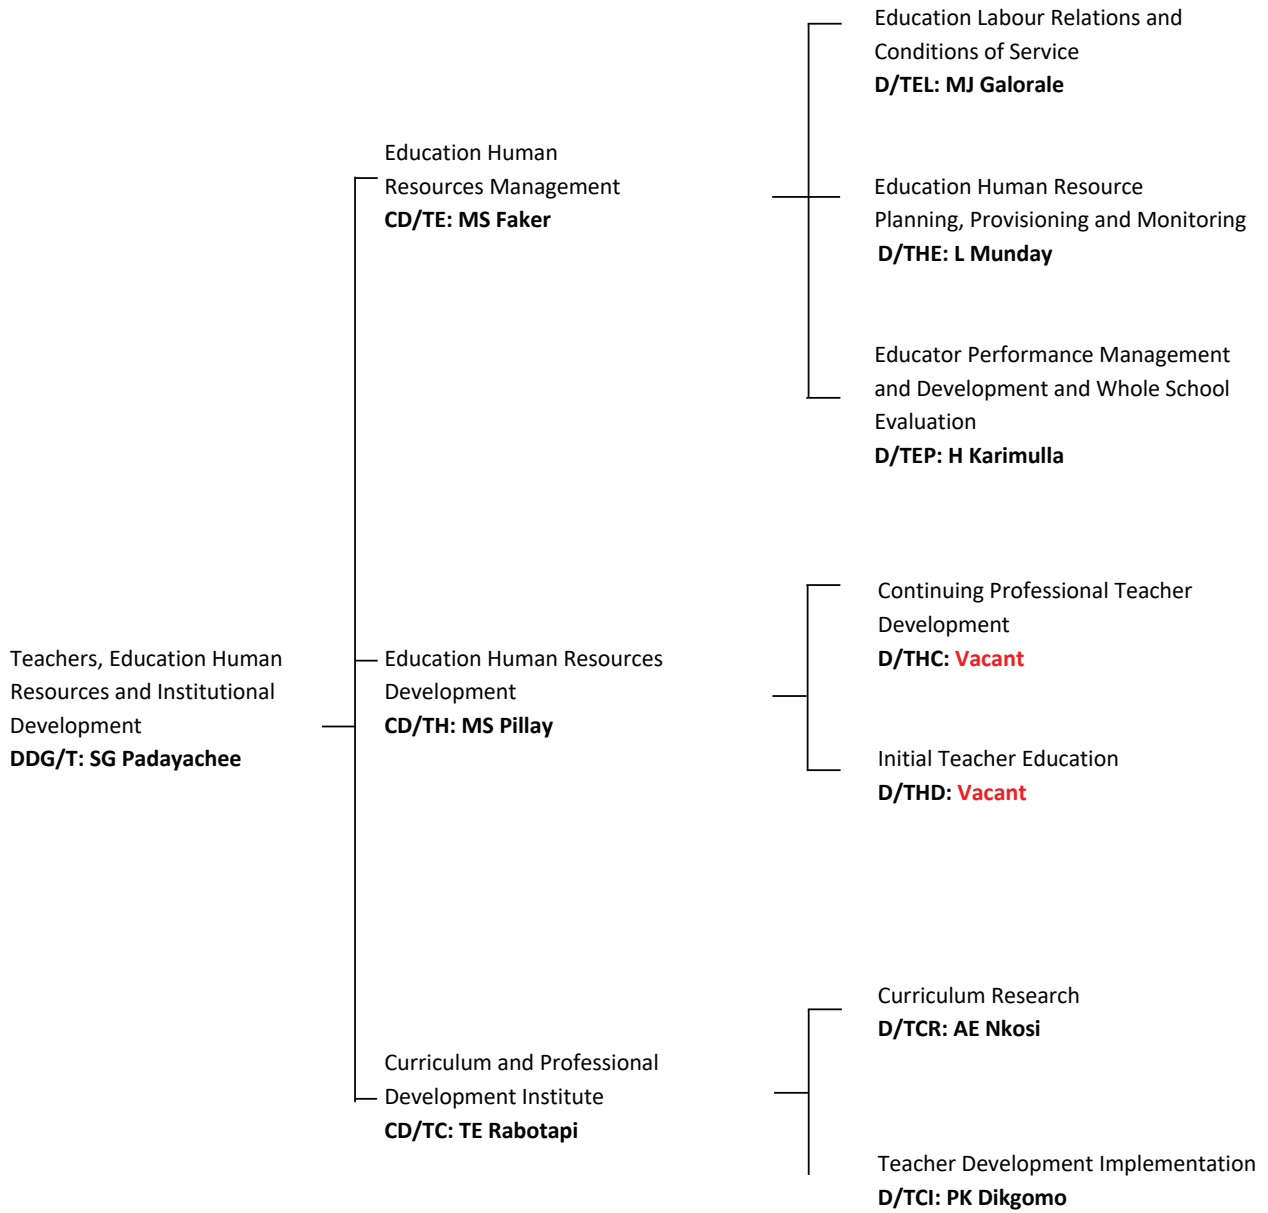 Teachers, Education Human
Resources and Institutional
Development
DDG/T: SG Padayachee
Education Human
Resources Management
CD/TE: MS Faker
Education Labour Relations and
Conditions of Service
D/TEL: MJ Galorale
Education Human Resource
Planning, Provisioning and Monitoring
D/THE: L Munday
Educator Performance Management
and Development and Whole School
Evaluation
D/TEP: H Karimulla
Education Human Resources
Development
CD/TH: MS Pillay
Continuing Professional Teacher
Development
D/THC: Vacant
Initial Teacher Education
D/THD: Vacant
Curriculum and Professional
Development Institute
CD/TC: TE Rabotapi
Curriculum Research
D/TCR: AE Nkosi
Teacher Development Implementation
D/TCI: PK Dikgomo